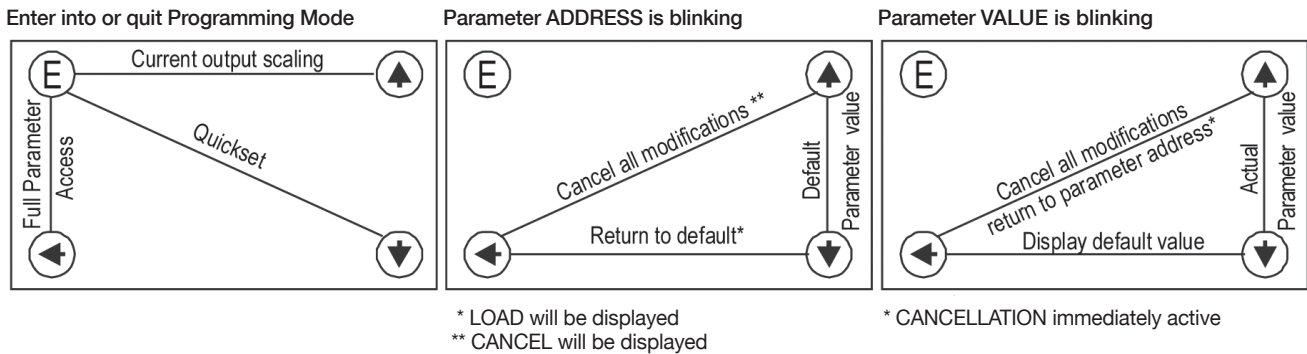 Enter into or quit Programming Mode
E
Current output scaling
Full Parameter
Access
Quickset
Parameter ADDRESS is blinking
E
Cancel all modifications **
Default
Parameter value
Return to default*
* LOAD will be displayed
** CANCEL will be displayed
Parameter VALUE is blinking
E
Cancel all modifications
return to parameter address*
Actual
Parameter value
Display default value
* CANCELLATION immediately active